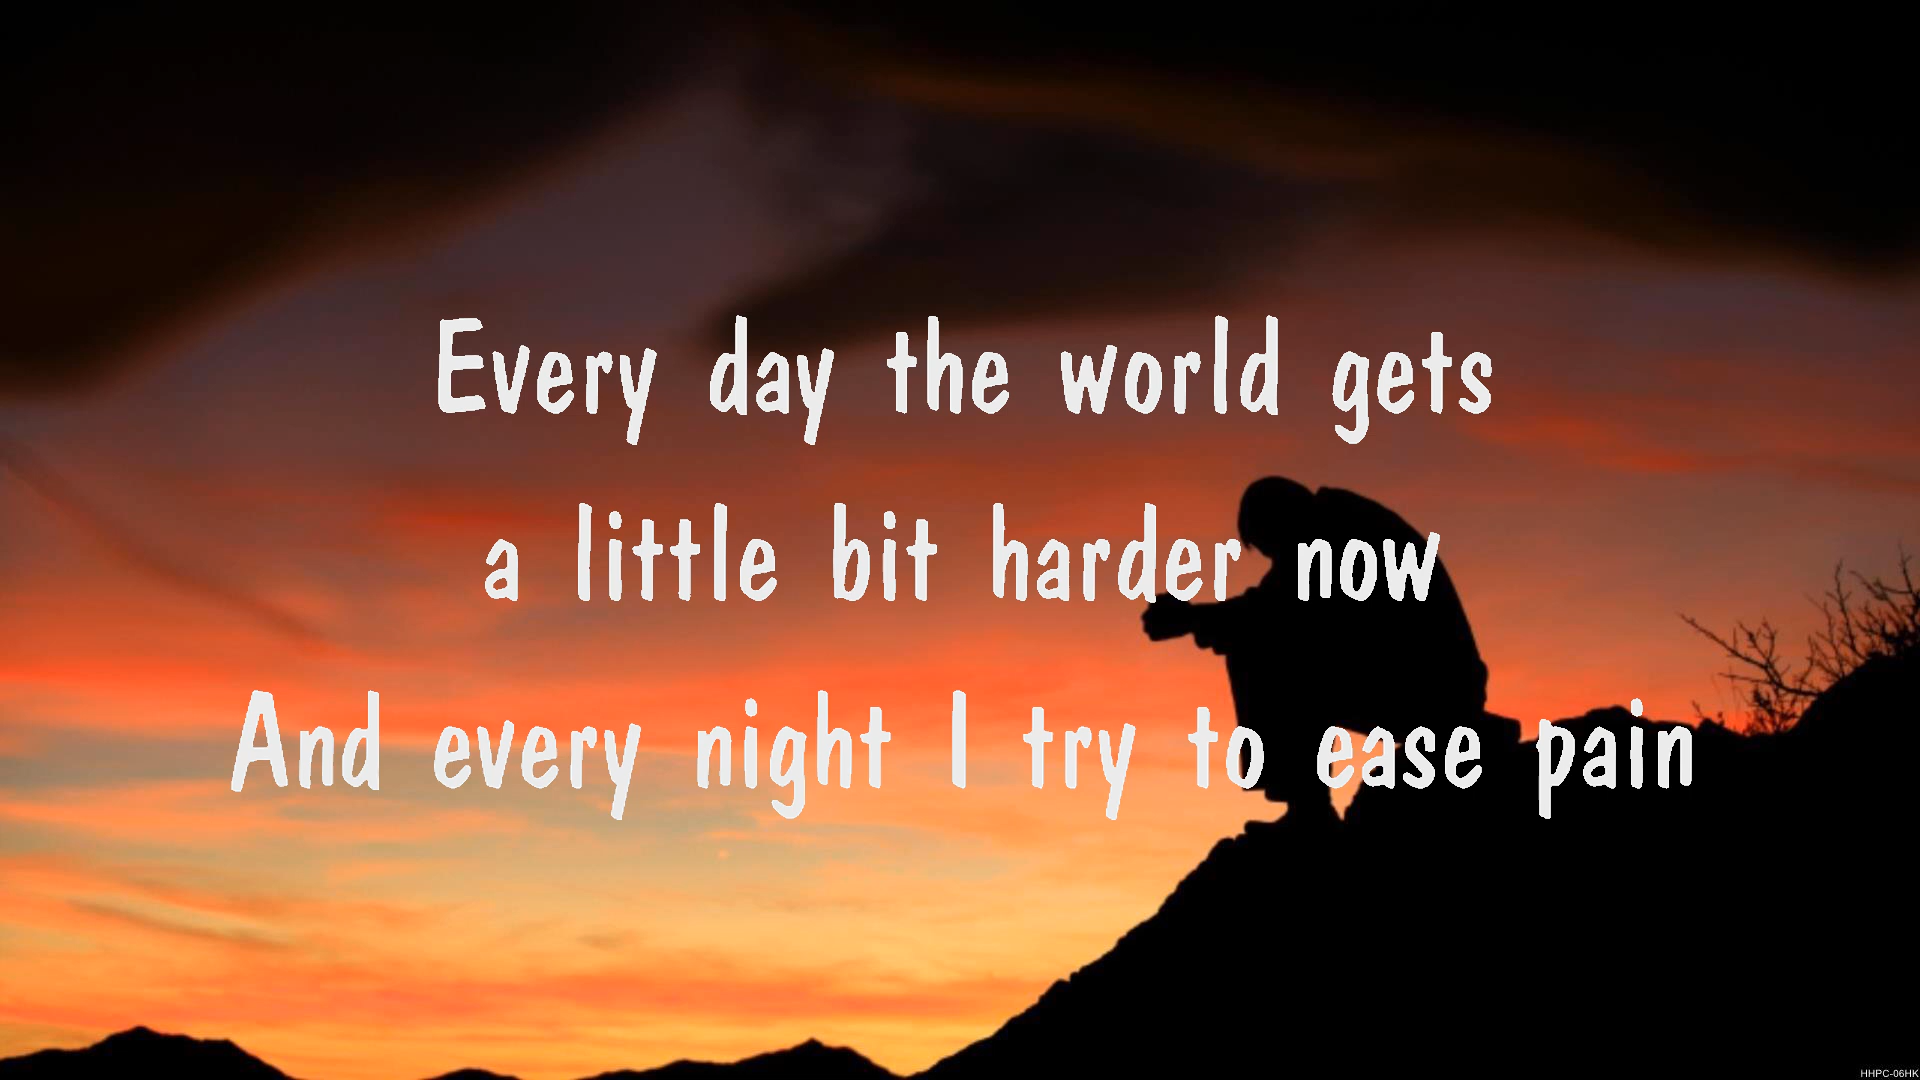 Every day the world gets
a little bit harder now
And every night I try to ease pain
HHPC-06HK